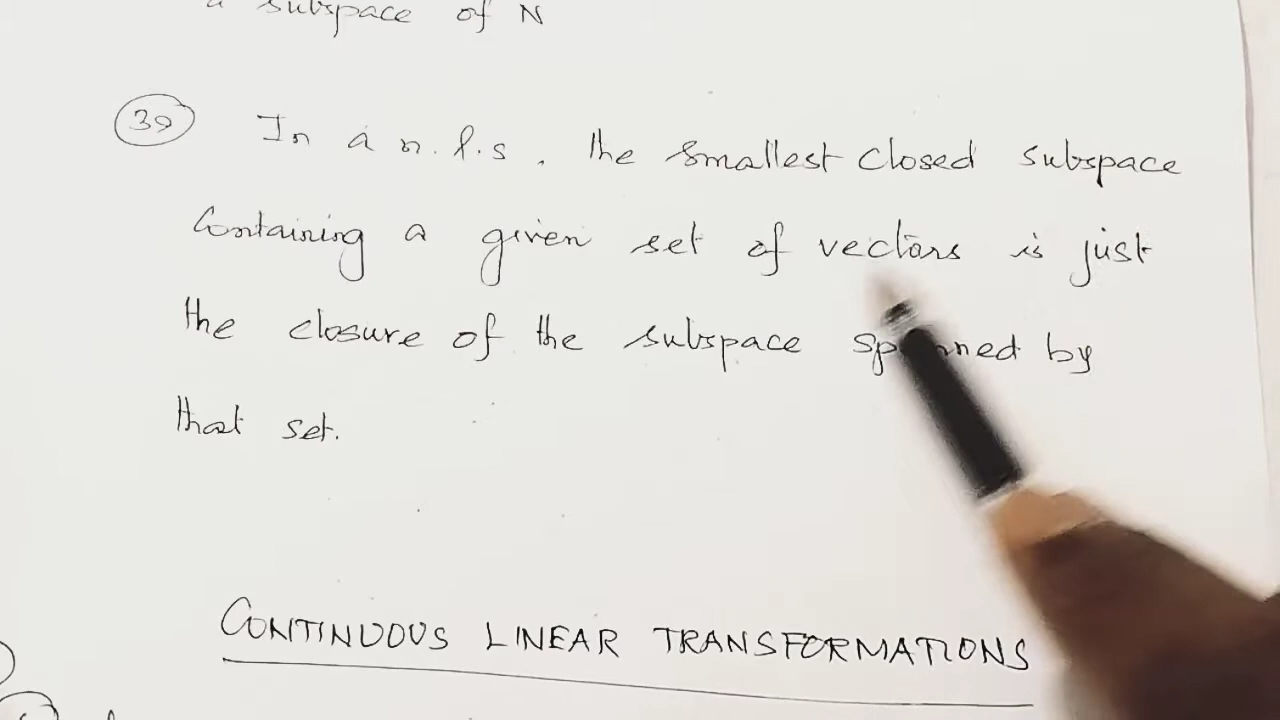 a subspace of N
39 In a n.l.s. the smallest closed subspace
containing a given set of vectors is just
the closure of the subspace spanned by
that set.
CONTINUOUS LINEAR TRANSFORMATIONS